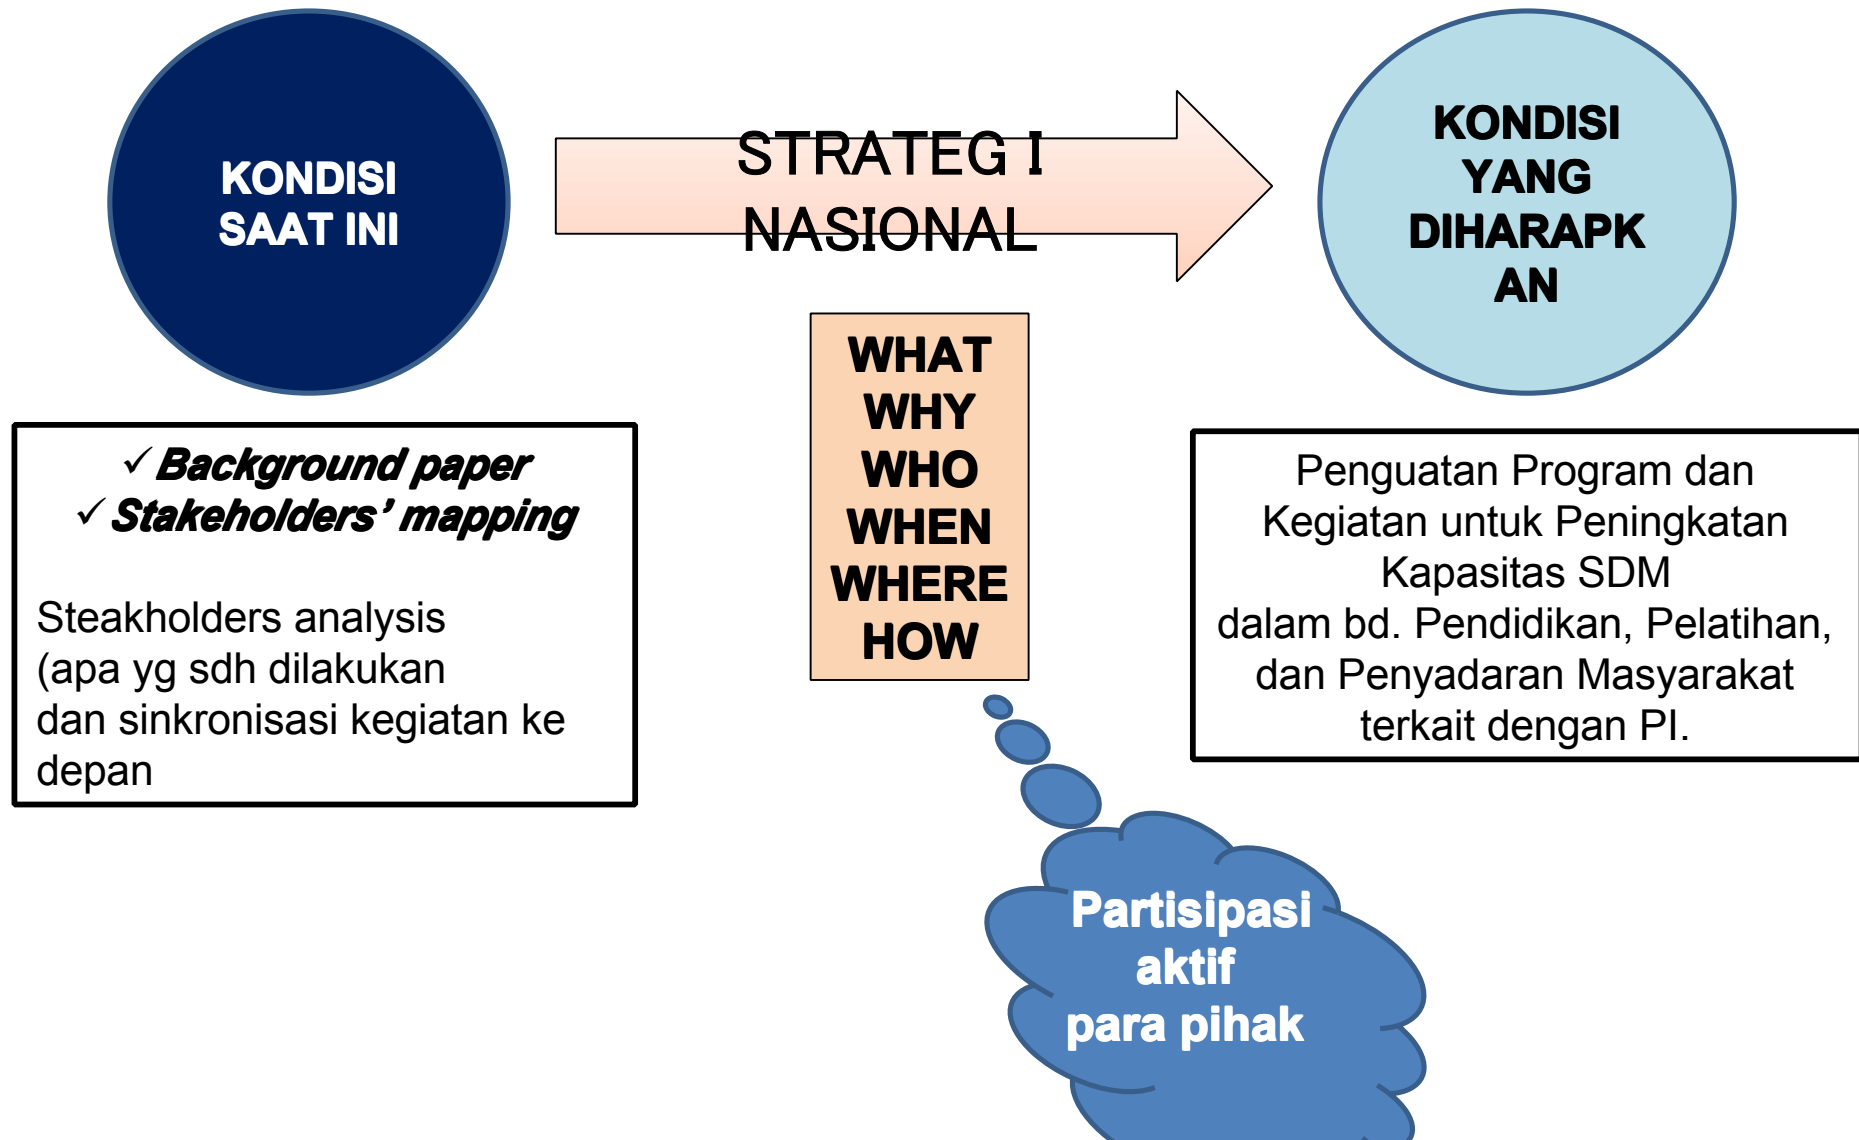 KONDISI
SAAT INI
STRATEG I
NASIONAL
KONDISI
YANG
DIHARAPK
AN
WHAT
WHY
WHO
WHEN
WHERE
HOW
✓ Background paper
✓ Stakeholders’ mapping
Steakholders analysis
(apa yg sdh dilakukan
dan sinkronisasi kegiatan ke
depan
Penguatan Program dan
Kegiatan untuk Peningkatan
Kapasitas SDM
dalam bd. Pendidikan, Pelatihan,
dan Penyadaran Masyarakat
terkait dengan PI.
Partisipasi
aktif
para pihak